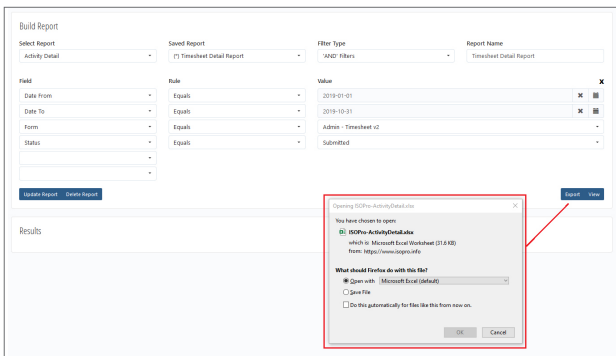 Build Report
Select Report Saved Report Filter Type Report Name
Activity Detail (*) Timesheet Detail Report 'AND' Filters Timesheet Detail Report
Field Rule Value X
Date From Equals 2019-01-01
Date To Equals 2019-10-31
Form Equals Admin - Timesheet v2
Status Equals Submitted
Update Report Delete Report Export View
Results
Opening ISOPro-ActivityDetail.xlsx
You have chosen to open:
ISOPro-ActivityDetail.xlsx
which is: Microsoft Excel Worksheet (31.6 KB)
from: https://www.isopro.info
What should Firefox do with this file?
Open with Microsoft Excel (default)
Save File
Do this automatically for files like this from now on.
OK Cancel